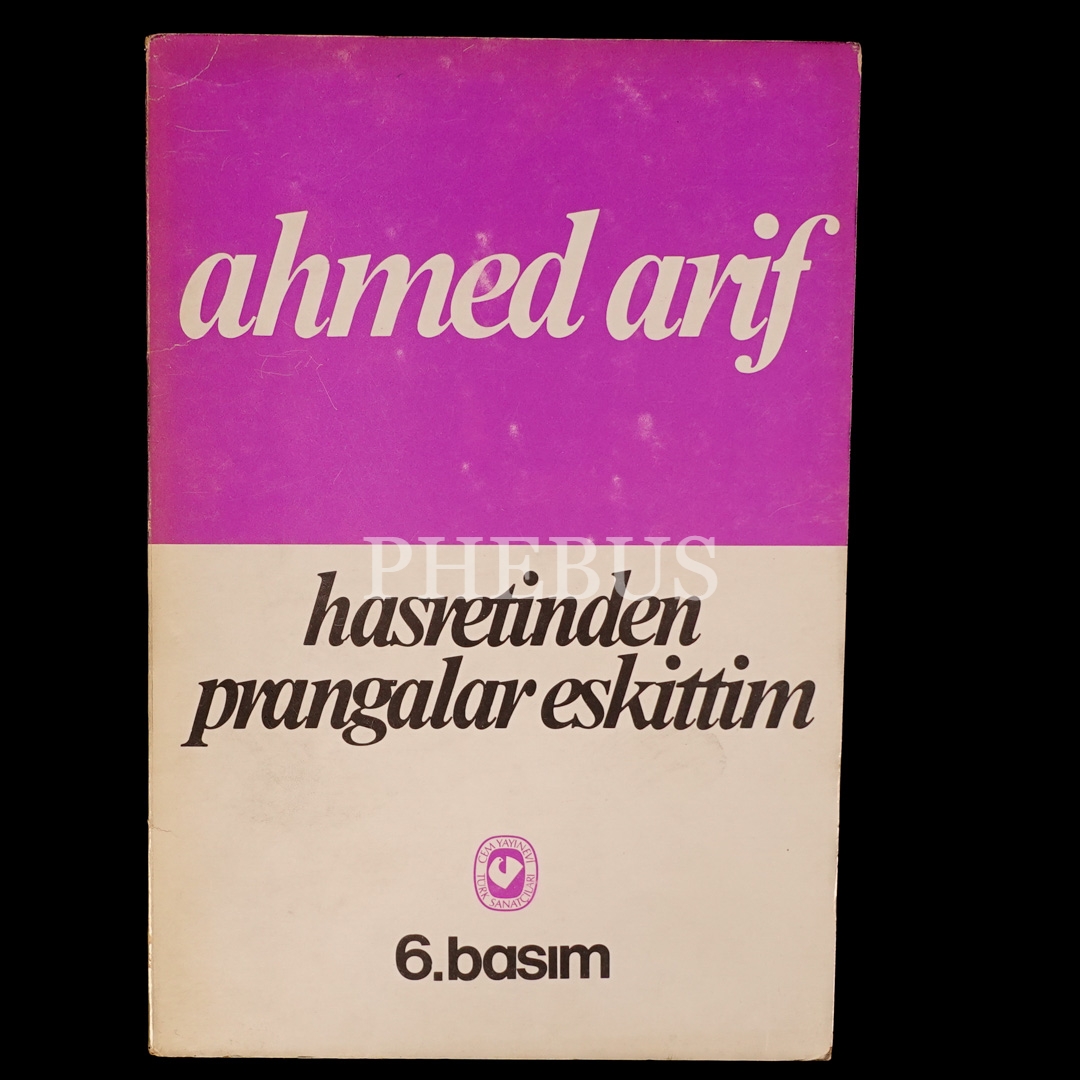 ahmed arif
PHEBUS
hasretinden
prangalar eskittim
CEM YAYINEVİ
TÜRK SANATÇILARI
6.basım